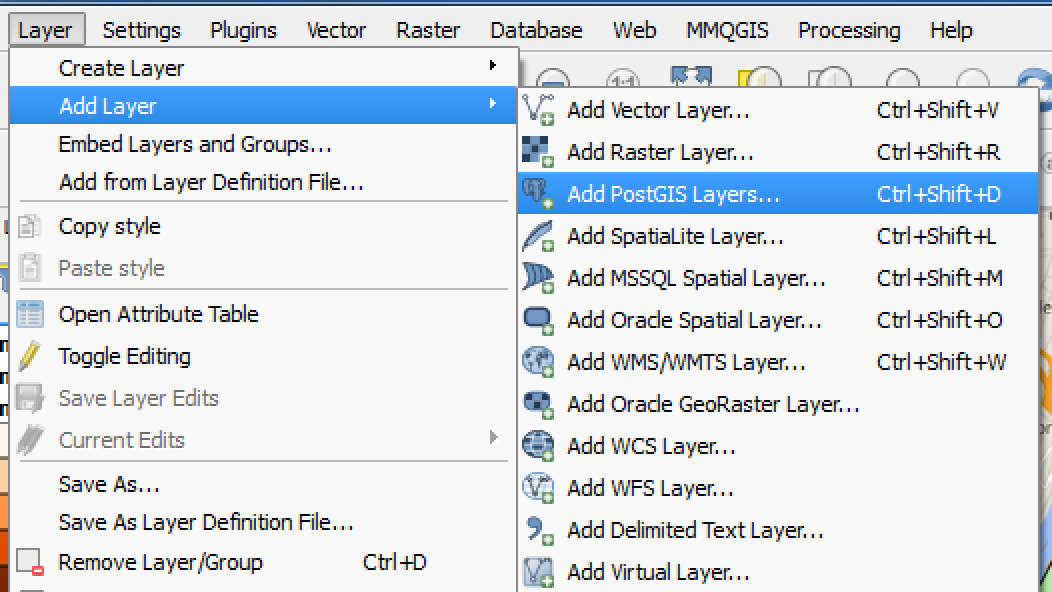 Layer Settings Plugins Vector Raster Database Web MMQGIS Processing Help
Create Layer
Add Layer
Embed Layers and Groups...
Add from Layer Definition File...
Copy style
Paste style
Open Attribute Table
Toggle Editing
Save Layer Edits
Current Edits
Save As...
Save As Layer Definition File...
Remove Layer/Group Ctrl+D
1:1
Add Vector Layer... Ctrl+Shift+V
Add Raster Layer... Ctrl+Shift+R
Add PostGIS Layers... Ctrl+Shift+D
Add SpatiaLite Layer... Ctrl+Shift+L
Add MSSQL Spatial Layer... Ctrl+Shift+M
Add Oracle Spatial Layer... Ctrl+Shift+O
Add WMS/WMTS Layer... Ctrl+Shift+W
Add Oracle GeoRaster Layer...
Add WCS Layer...
Add WFS Layer...
Add Delimited Text Layer...
Add Virtual Layer...